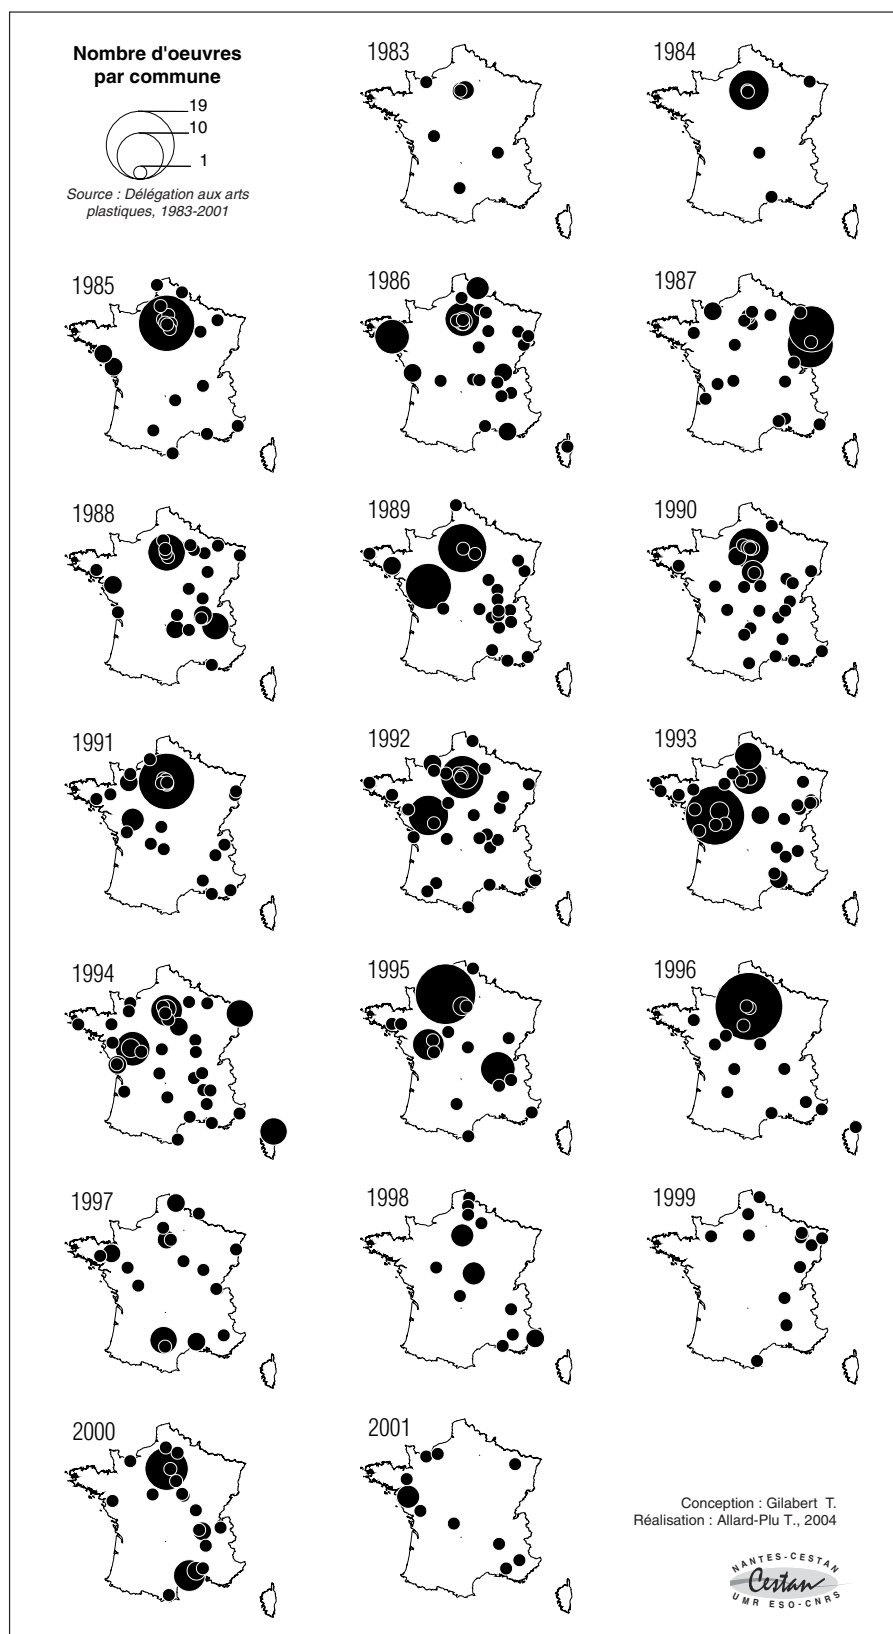 Nombre d'oeuvres
par commune
19
10
1
Source : Délégation aux arts
plastiques, 1983-2001
1983
1984
1985
1986
1987
1988
1989
1990
1991
1992
1993
1994
1995
1996
1997
1998
1999
2000
2001
Conception : Gilabert T.
Réalisation : Allard-Plu T., 2004
NANTES-CESTAN
Cestan
UMR ESO-CNRS